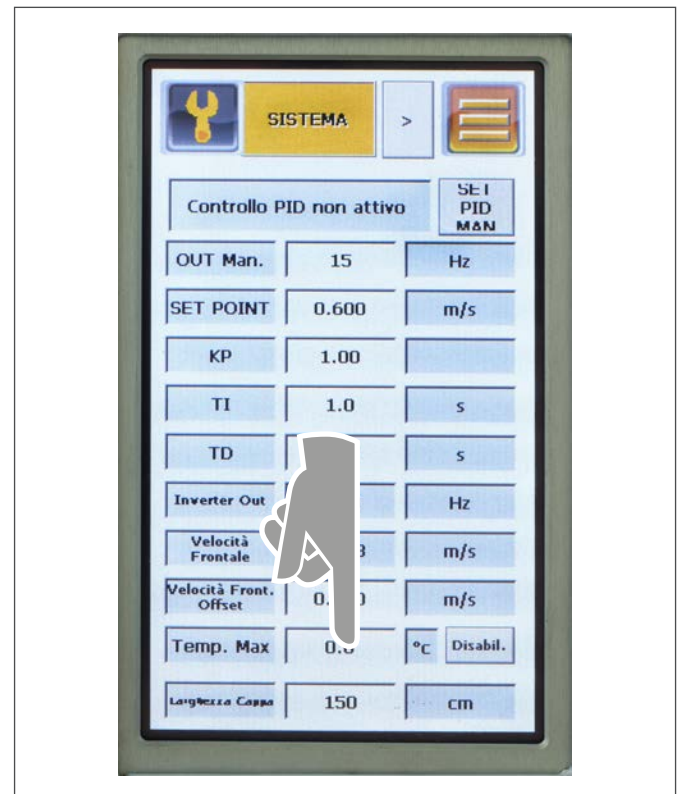 SISTEMA >
Controllo PID non attivo
SET
PID
MAN
OUT Man. 15 Hz
SET POINT 0.600 m/s
KP 1.00
TI 1.0 s
TD s
Inverter Out Hz
Velocità
Frontale m/s
Velocità Front.
Offset m/s
Temp. Max 0.0 °C Disabil.
Larghezza Cappa 150 cm